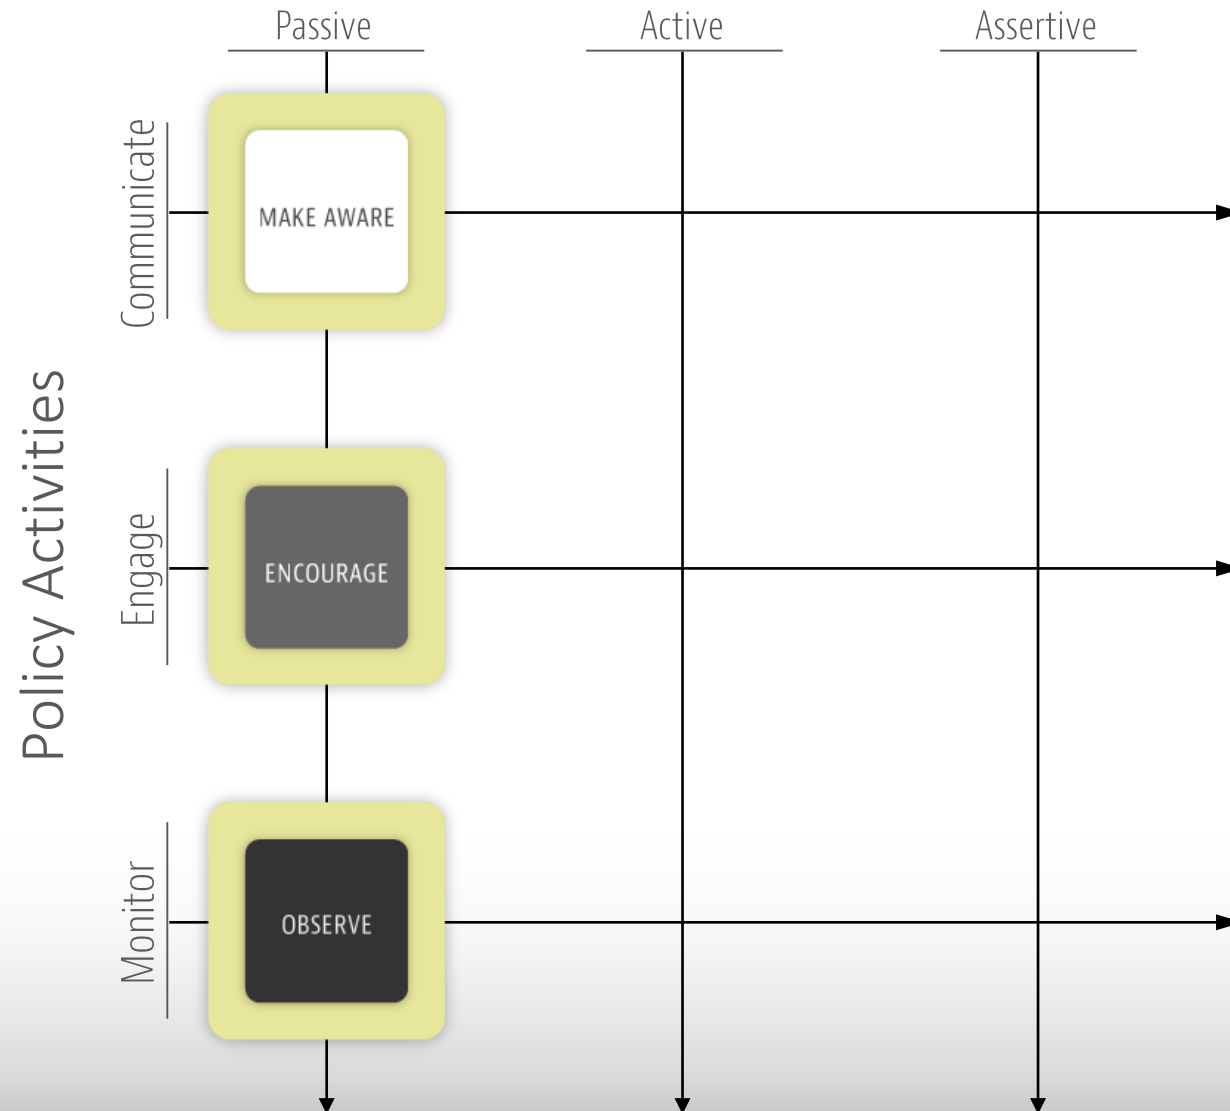 Passive
Active
Assertive
Policy Activities
Communicate
MAKE AWARE
Engage
ENCOURAGE
Monitor
OBSERVE